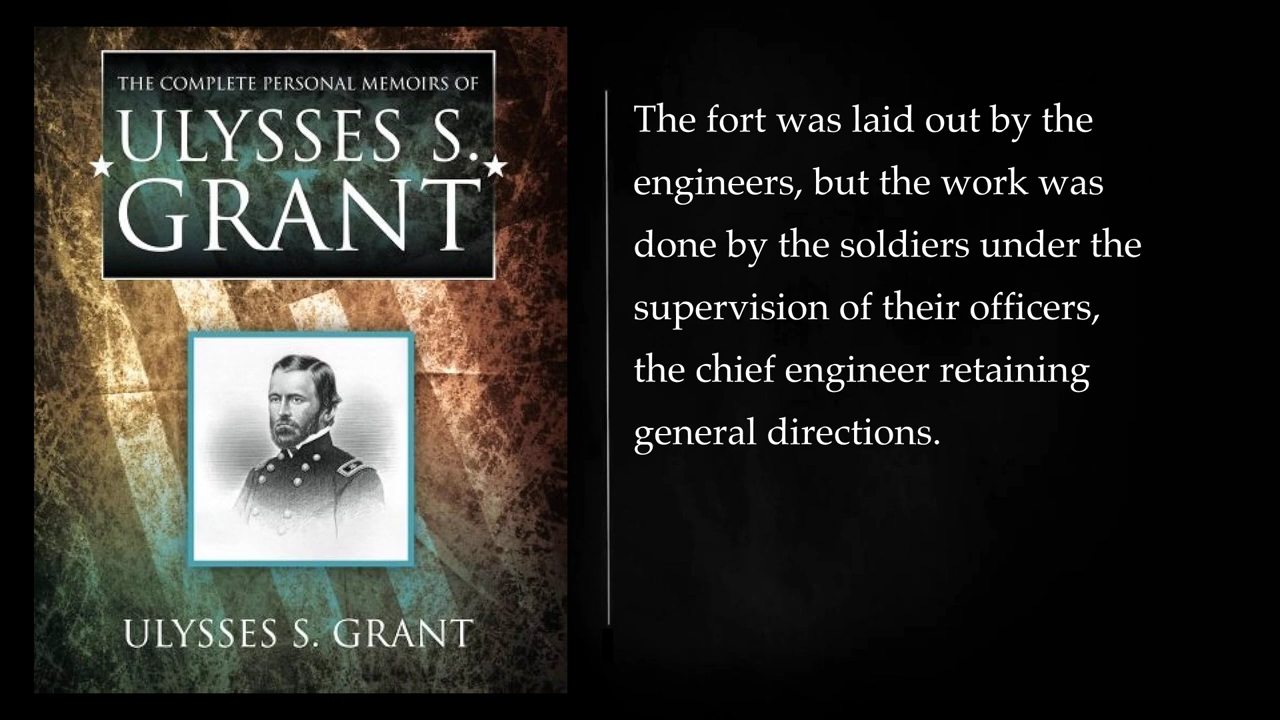 THE COMPLETE PERSONAL MEMOIRS OF
ULYSSES S.
GRANT
ULYSSES S. GRANT
The fort was laid out by the
engineers, but the work was
done by the soldiers under the
supervision of their officers,
the chief engineer retaining
general directions.